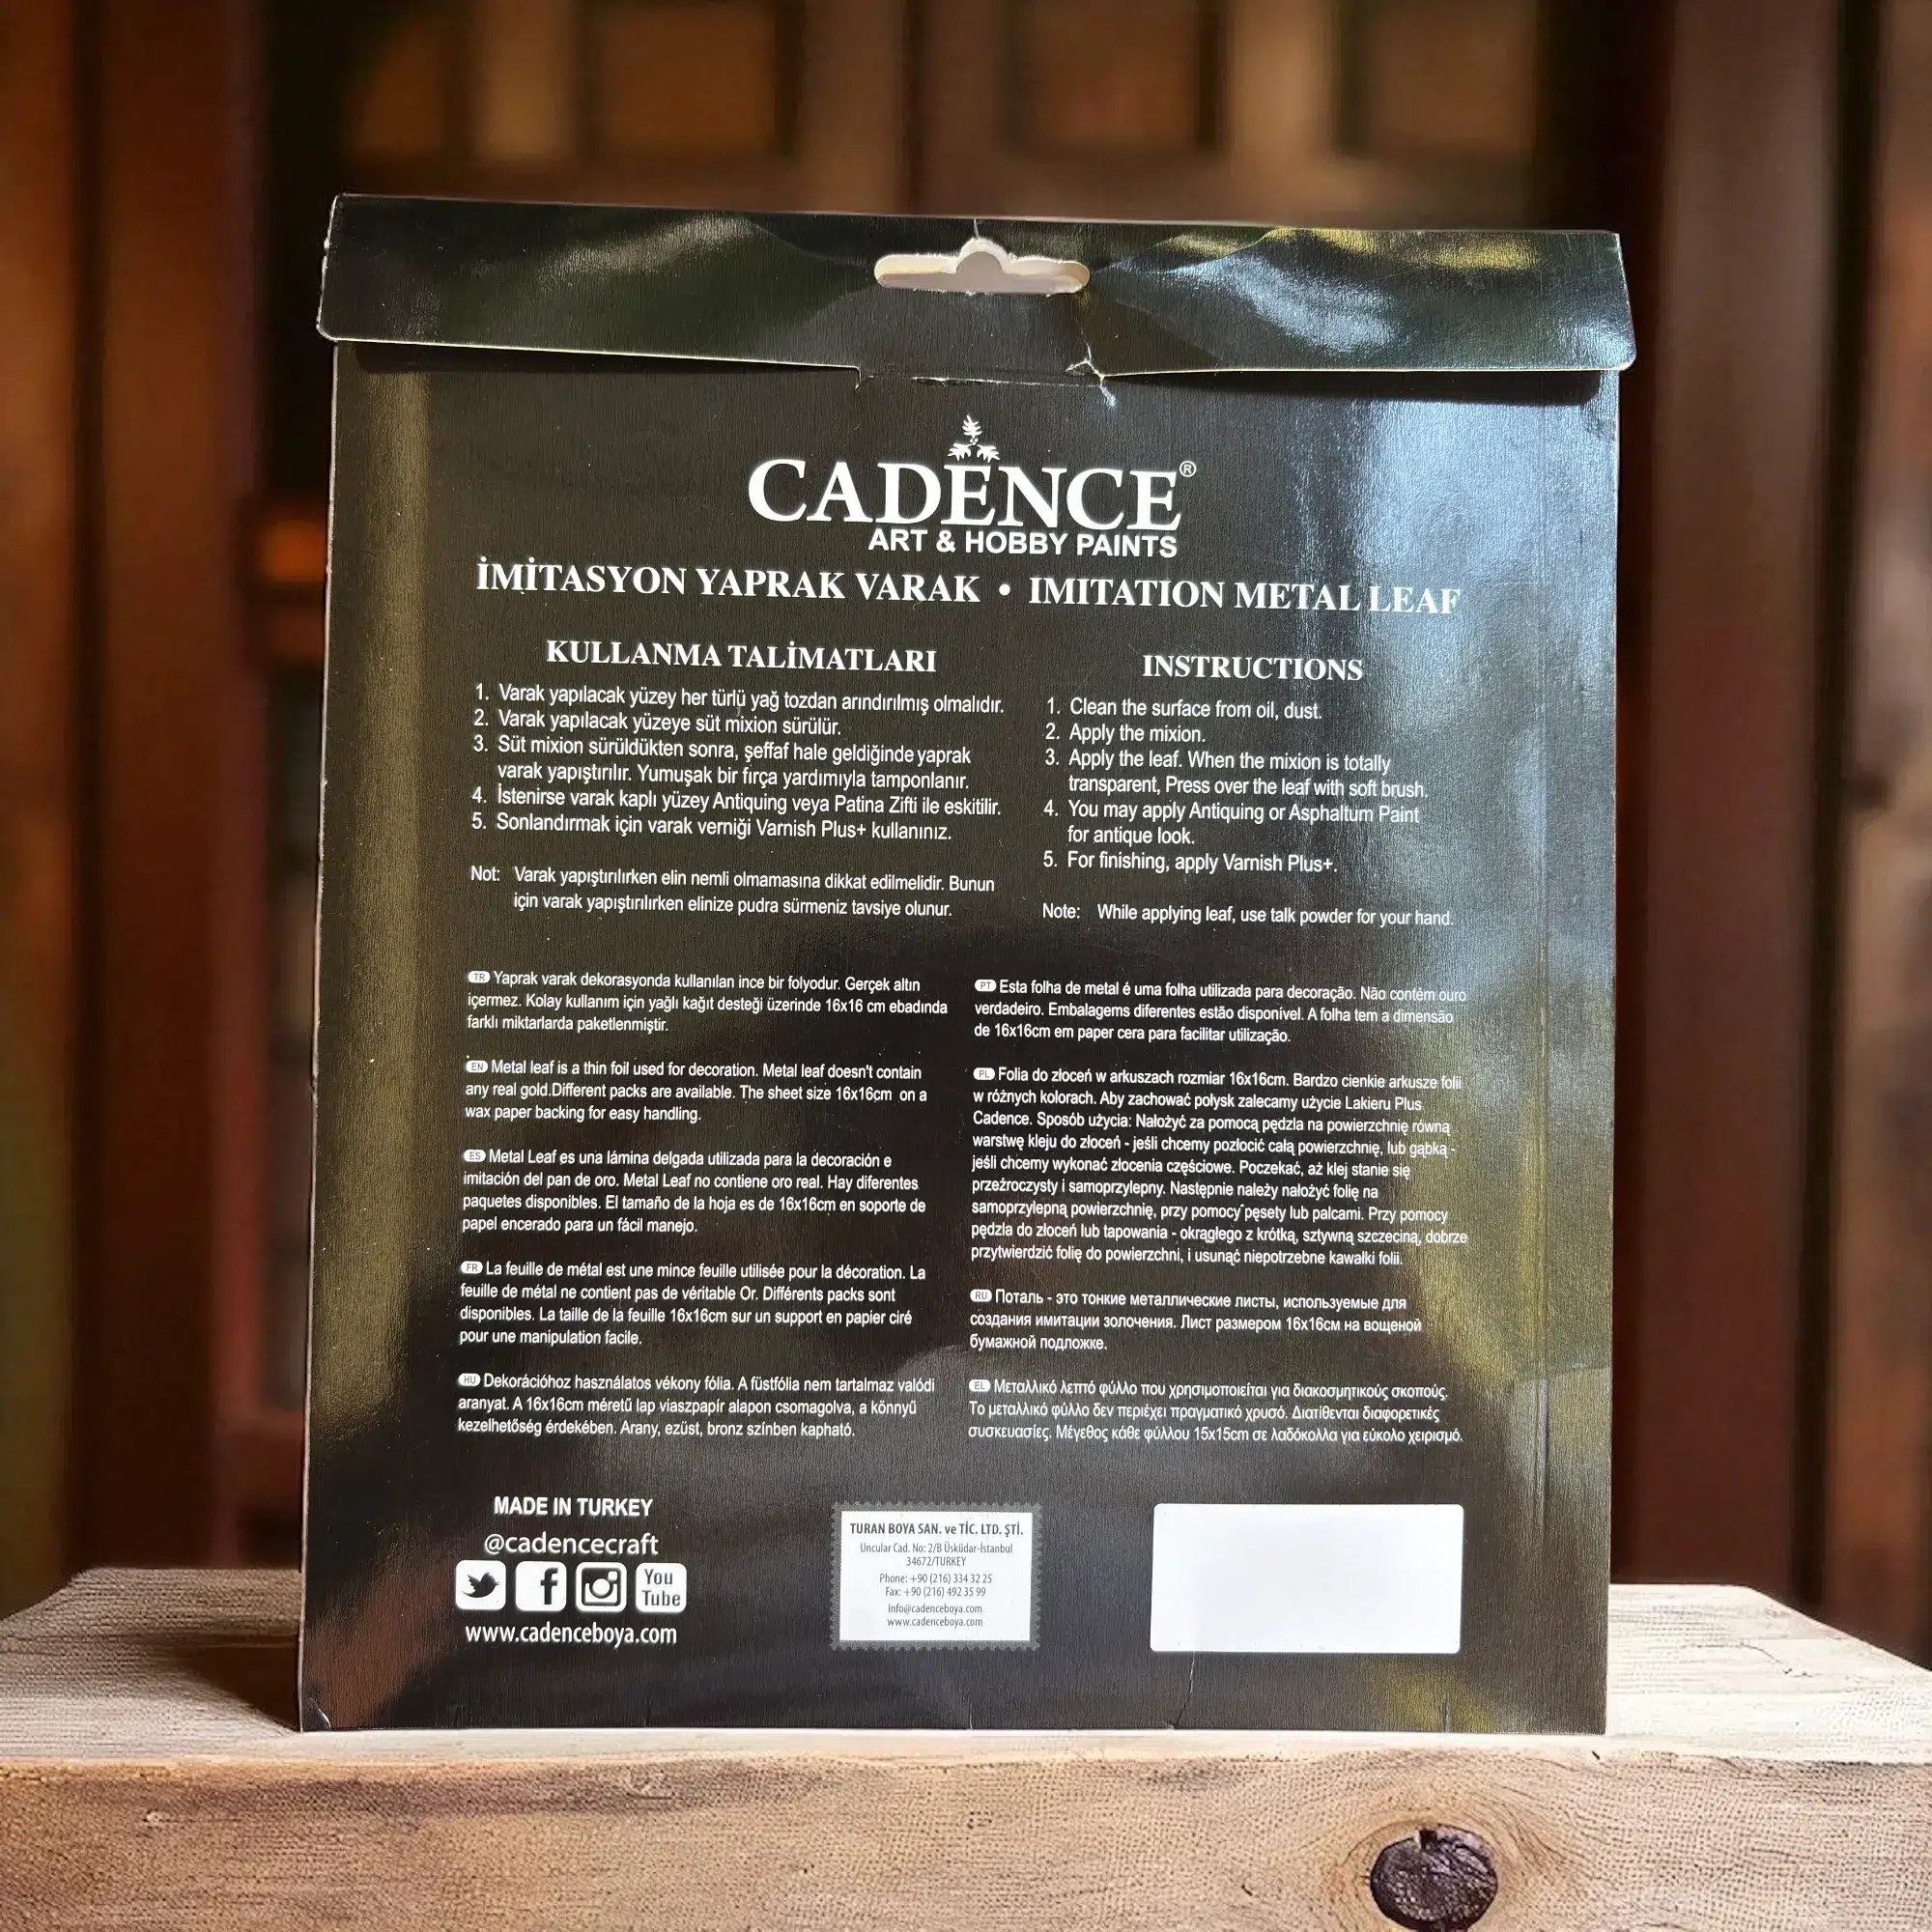 CADENCE®
ART & HOBBY PAINTS
İMİTASYON YAPRAK VARAK • IMITATION METAL LEAF
KULLANMA TALİMATLARI
1. Varak yapılacak yüzey her türlü yağ tozdan arındırılmış olmalıdır.
2. Varak yapılacak yüzeye süt mixion sürülür.
3. Süt mixion sürüldükten sonra, şeffaf hale geldiğinde yaprak
varak yapıştırılır. Yumuşak bir fırça yardımıyla tamponlanır.
4. İstenirse varak kaplı yüzey Antiquing veya Patina Zifti ile eskitilir.
5. Sonlandırmak için varak verniği Varnish Plus+ kullanınız.
Not: Varak yapıştırılırken elin nemli olmamasına dikkat edilmelidir. Bunun
için varak yapıştırılırken elinize pudra sürmeniz tavsiye olunur.
INSTRUCTIONS
1. Clean the surface from oil, dust.
2. Apply the mixion.
3. Apply the leaf. When the mixion is totally
transparent, Press over the leaf with soft brush.
4. You may apply Antiquing or Asphaltum Paint
for antique look.
5. For finishing, apply Varnish Plus+.
Note: While applying leaf, use talk powder for your hand.
TR Yaprak varak dekorasyonda kullanılan ince bir folyodur. Gerçek altın
içermez. Kolay kullanım için yağlı kağıt desteği üzerinde 16x16 cm ebadında
farklı miktarlarda paketlenmiştir.
EN Metal leaf is a thin foil used for decoration. Metal leaf doesn't contain
any real gold.Different packs are available. The sheet size 16x16cm on a
wax paper backing for easy handling.
ES Metal Leaf es una lámina delgada utilizada para la decoración e
imitación del pan de oro. Metal Leaf no contiene oro real. Hay diferentes
paquetes disponibles. El tamaño de la hoja es de 16x16cm en soporte de
papel encerado para un fácil manejo.
FR La feuille de métal est une mince feuille utilisée pour la décoration. La
feuille de métal ne contient pas de véritable Or. Différents packs sont
disponibles. La taille de la feuille 16x16cm sur un support en papier ciré
pour une manipulation facile.
HU Dekorációhoz használatos vékony fólia. A füstfólia nem tartalmaz valódi
aranyat. A 16x16cm méretű lap viaszpapír alapon csomagolva, a könnyű
kezelhetőség érdekében. Arany, ezüst, bronz színben kapható.
PT Esta folha de metal é uma folha utilizada para decoração. Não contém ouro
verdadeiro. Embalagems diferentes estão disponível. A folha tem a dimensão
de 16x16cm em paper cera para facilitar utilização.
PL Folia do złoceń w arkuszach rozmiar 16x16cm. Bardzo cienkie arkusze folii
w różnych kolorach. Aby zachować połysk zalecamy użycie Lakieru Plus
Cadence. Sposób użycia: Nałożyć za pomocą pędzla na powierzchnię równą
warstwę kleju do złoceń - jeśli chcemy pozłocić całą powierzchnię, lub gąbką -
jeśli chcemy wykonać złocenia częściowe. Poczekać, aż klej stanie się
przeźroczysty i samoprzylepny. Następnie należy nałożyć folię na
samoprzylepną powierzchnię, przy pomocy pęsety lub palcami. Przy pomocy
pędzla do złoceń lub tapowania - okrągłego z krótką, sztywną szczeciną, dobrze
przytwierdzić folię do powierzchni, i usunąć niepotrzebne kawałki folii.
RU Поталь - это тонкие металлические листы, используемые для
создания имитации золочения. Лист размером 16х16см на вощеной
бумажной подложке.
EL Μεταλλικό λεπτό φύλλο που χρησιμοποιείται για διακοσμητικούς σκοπούς.
Το μεταλλικό φύλλο δεν περιέχει πραγματικό χρυσό. Διατίθενται διαφορετικές
συσκευασίες. Μέγεθος κάθε φύλλου 15x15cm σε λαδόκολλα για εύκολο χειρισμό.
MADE IN TURKEY
@cadencecraft
You
Tube
www.cadenceboya.com
TURAN BOYA SAN. ve TİC. LTD. ŞTİ.
Uncular Cad. No: 2/B Üsküdar-İstanbul
34672/TURKEY
Phone: +90 (216) 334 32 25
Fax: +90 (216) 492 35 99
info@cadenceboya.com
www.cadenceboya.com